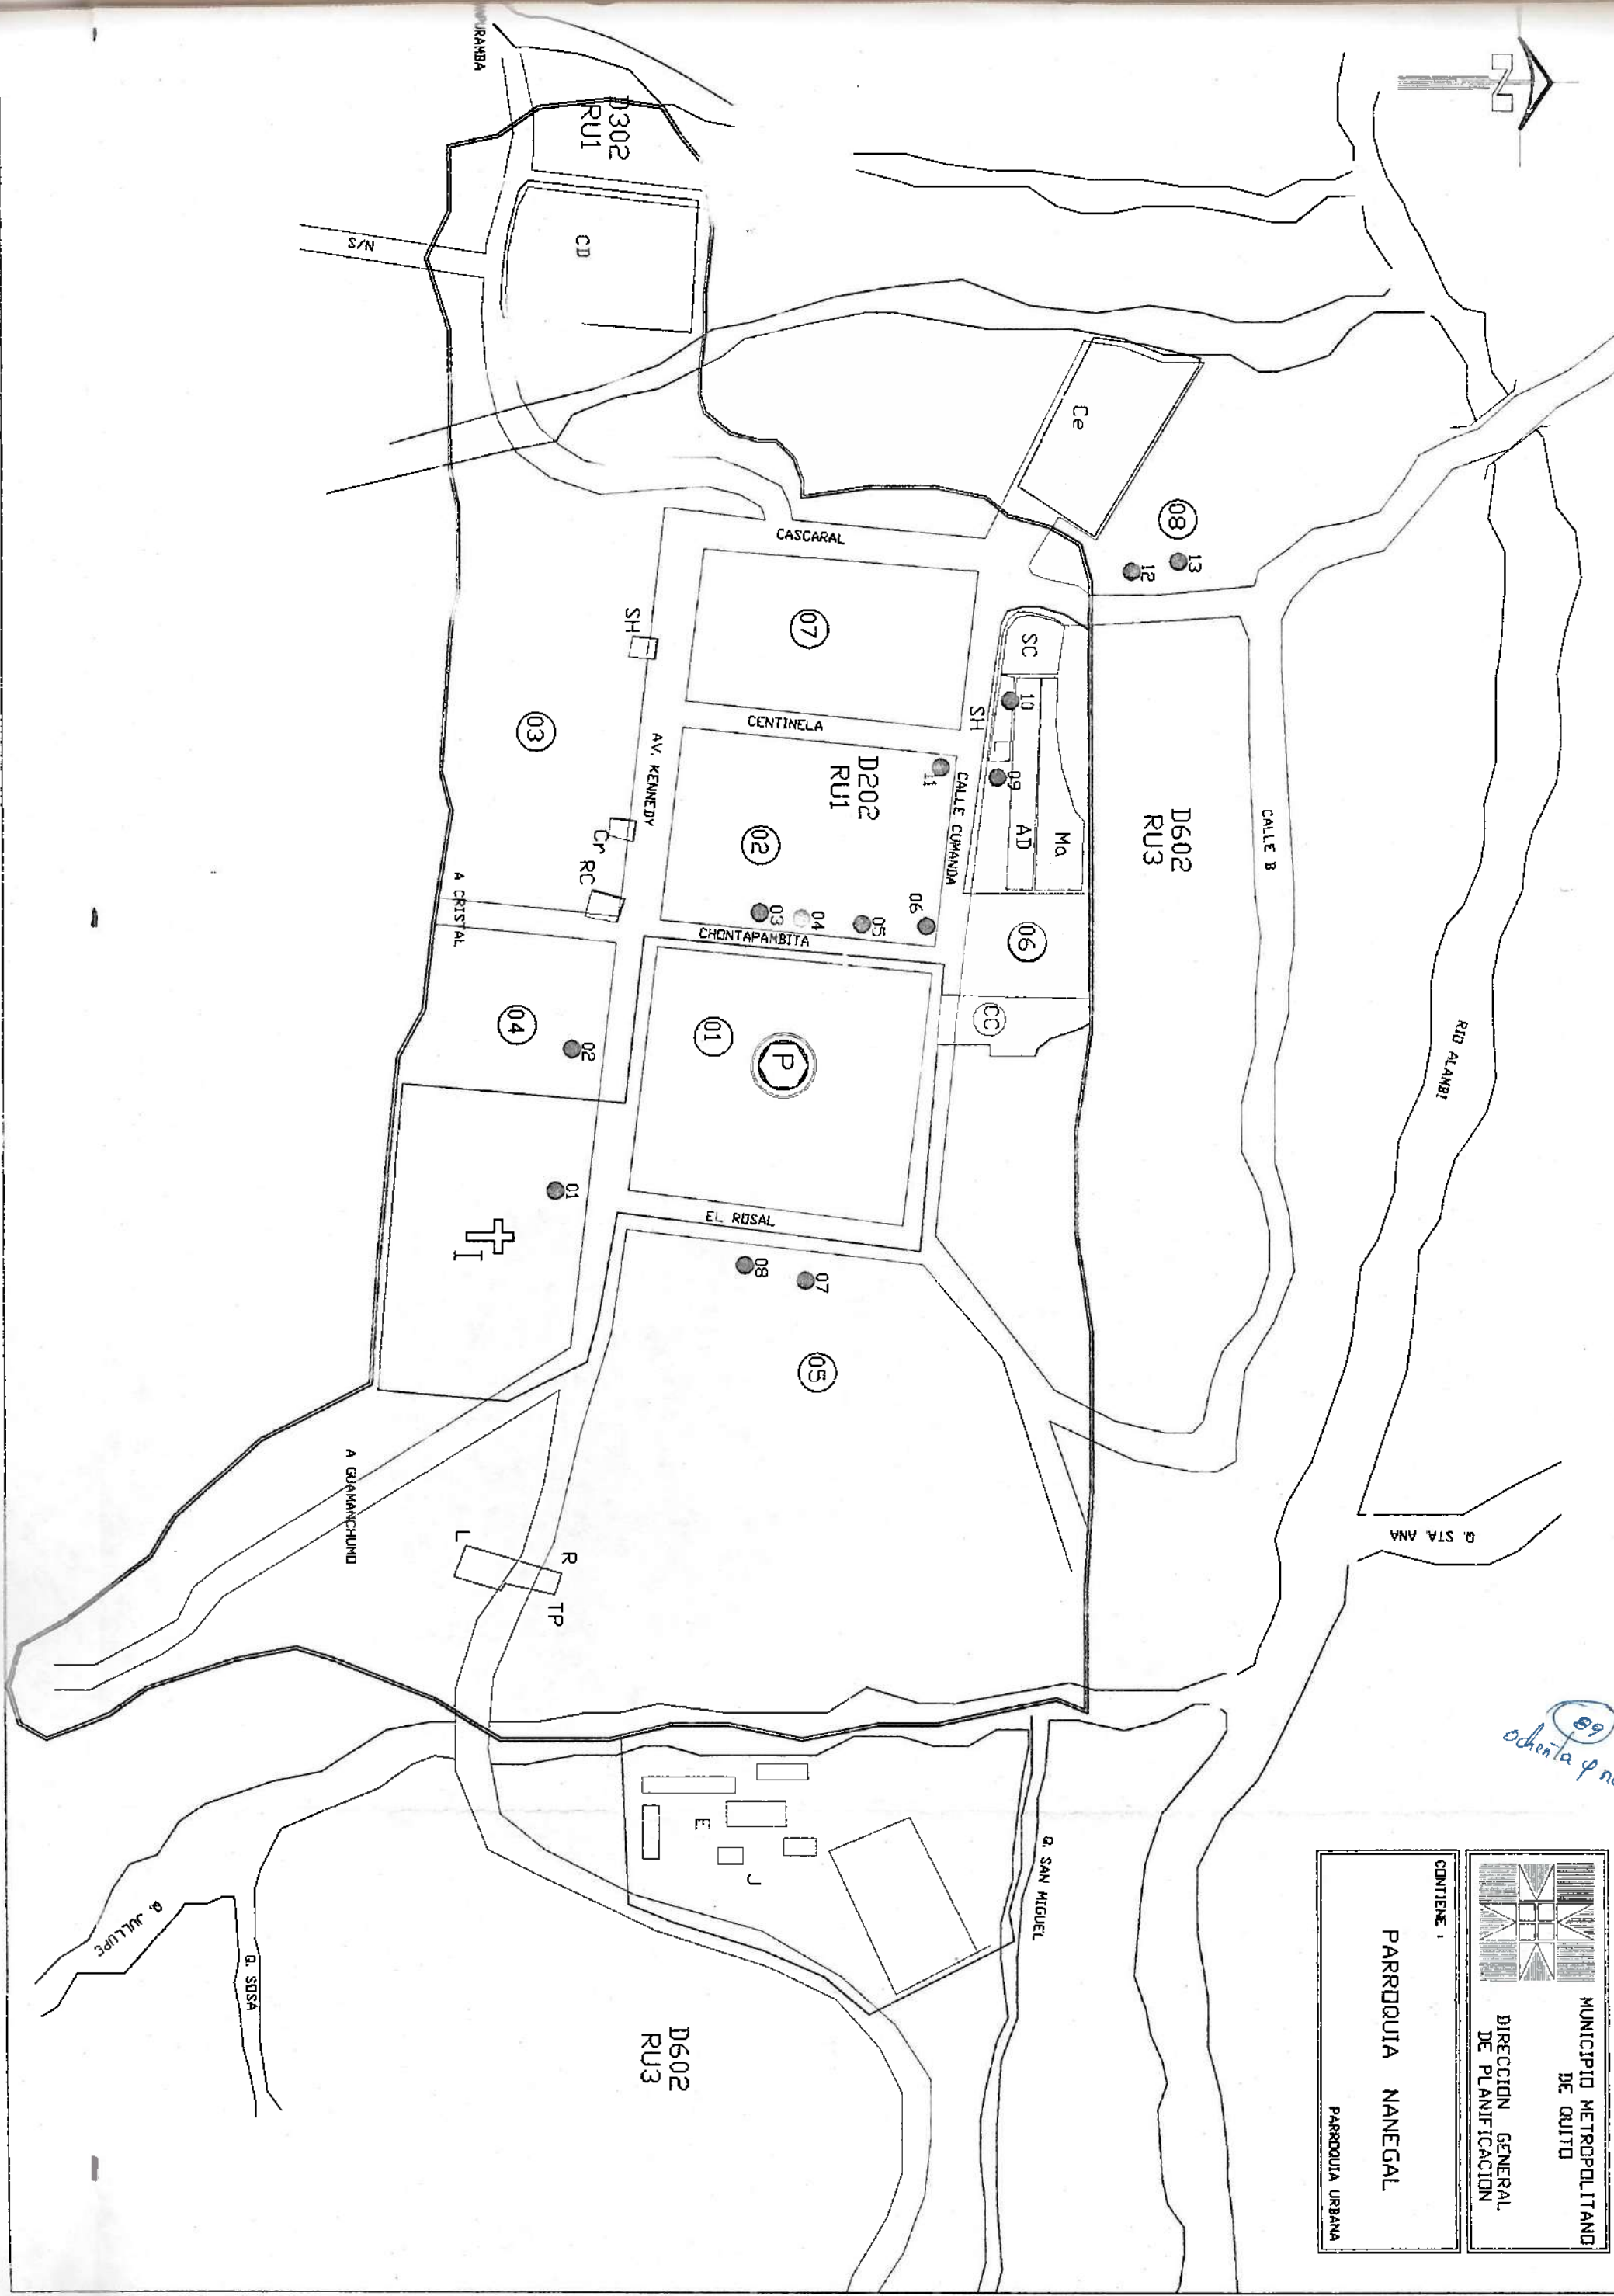 N
89
ochenta y
MUNICIPIO METROPOLITANO
DE QUITO
DIRECCION GENERAL
DE PLANIFICACION
CONTIENE :
PARROQUIA NANEGAL
PARROQUIA URBANA
Q. STA. ANA
RIO ALAMBI
CALLE B
D602
RU3
08
13
12
Ce
SC
10
09
Ma
AD
06
CC
SH
CALLE CUMANDA
CASCARAL
07
CENTINELA
D202
RU1
11
02
03
04
05
06
CHONTAPAMBITA
01
P
EL ROSAL
08
07
05
D302
RU1
CD
S/N
SH
03
AV. KENNEDY
Cr
RC
A CRISTAL
04
02
01
I
A GUAMANCHUMO
L
R
TP
E
J
Q. SAN MIGUEL
D602
RU3
Q. JULLUPE
Q. SOSA